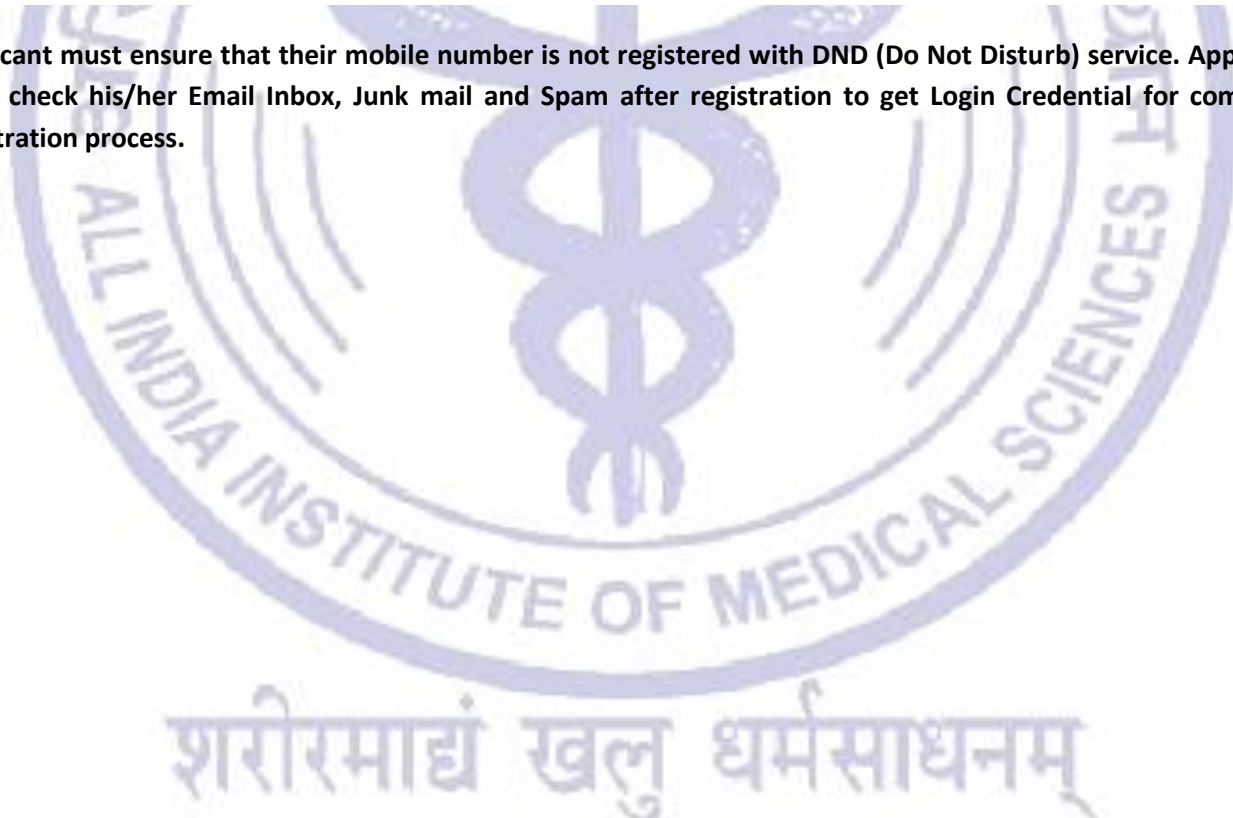 cant must ensure that their mobile number is not registered with DND (Do Not Disturb) service. App
check his/her Email Inbox, Junk mail and Spam after registration to get Login Credential for com
tration process.
ALL INDIA INSTITUTE OF MEDICAL SCIENCES
शरीरमाद्यं खलु धर्मसाधनम्